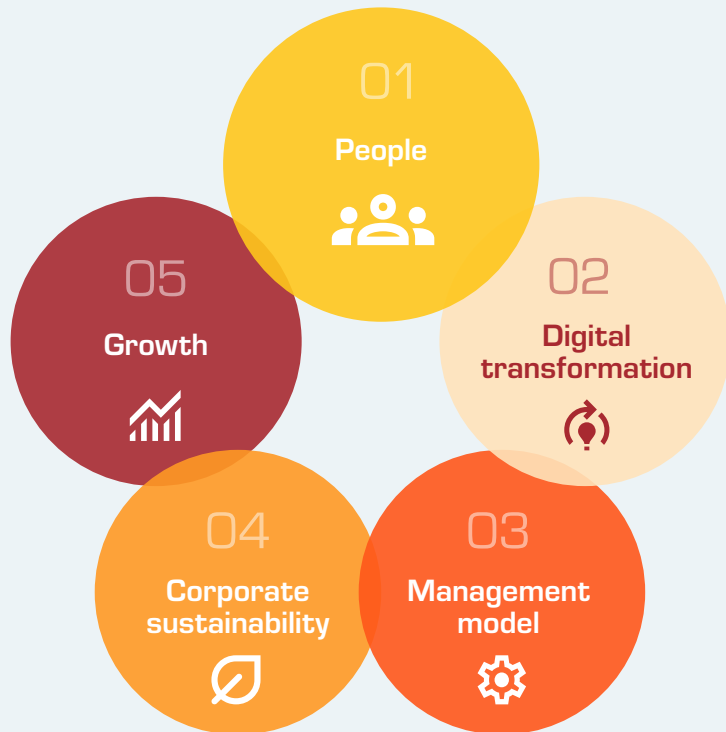 01
People
02
Digital
transformation
03
Management
model
04
Corporate
sustainability
05
Growth